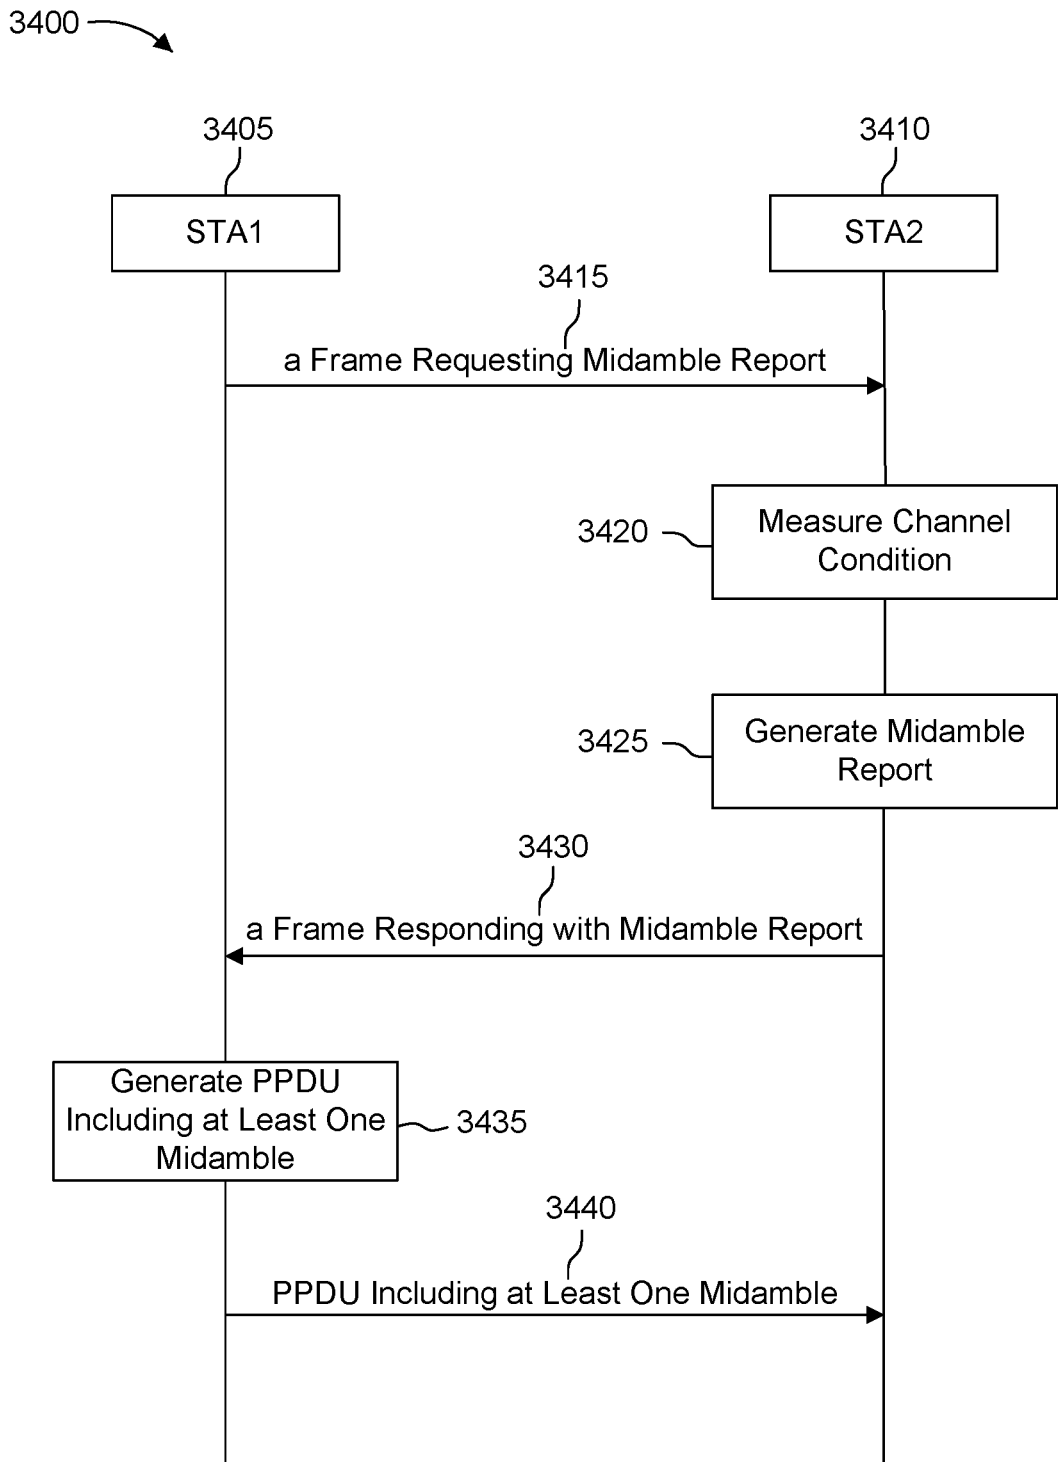 3400
3405
3410
STA1
STA2
3415
a Frame Requesting Midamble Report
3420
Measure Channel
Condition
3425
Generate Midamble
Report
3430
a Frame Responding with Midamble Report
Generate PPDU
Including at Least One
Midamble
3435
3440
PPDU Including at Least One Midamble